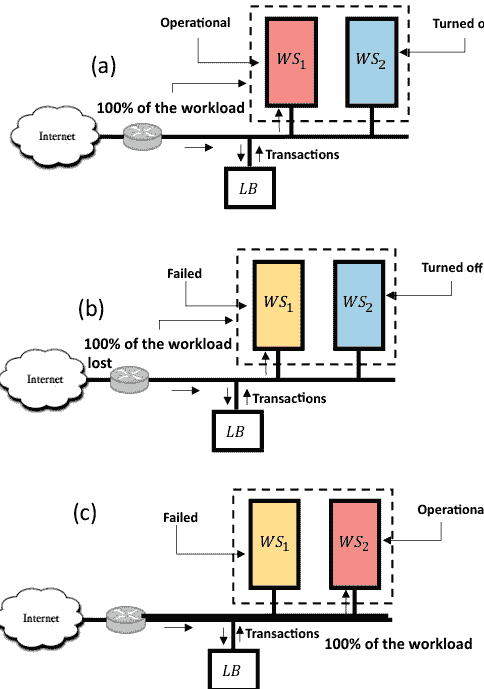 Operational
Turned o
(a)
WS1
WS2
100% of the workload
Internet
Transactions
LB
Failed
Turned off
(b)
WS1
WS2
100% of the workload
lost
Internet
Transactions
LB
(c)
Failed
Operationa
WS1
WS2
Internet
Transactions
100% of the workload
LB